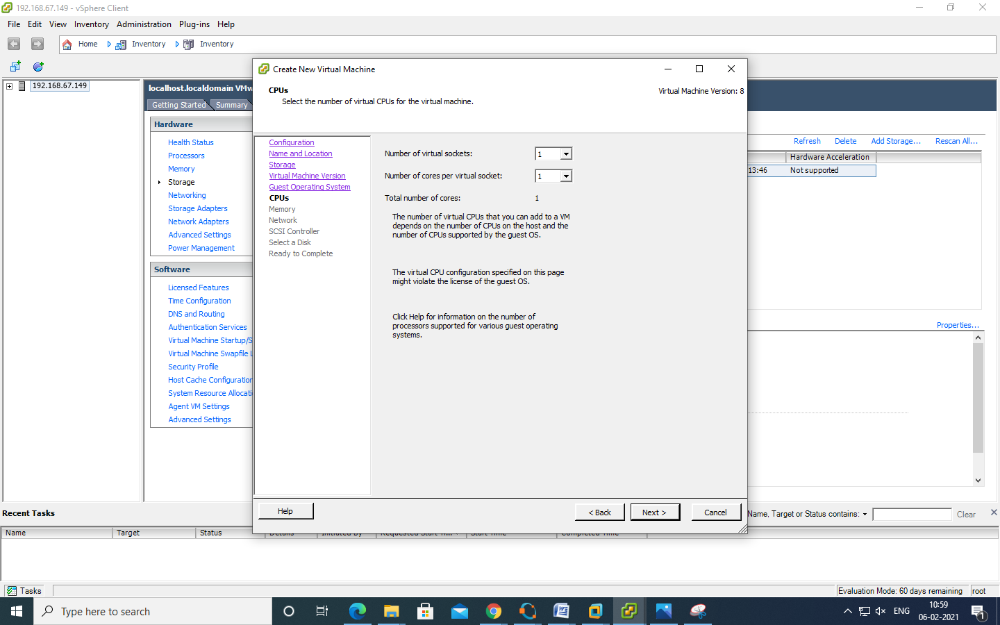 192.168.67.149 - vSphere Client
File Edit View Inventory Administration Plug-ins Help
Home Inventory Inventory
192.168.67.149
localhost.localdomain VMw
Getting Started Summary
Hardware
Health Status
Processors
Memory
Storage
Networking
Storage Adapters
Network Adapters
Advanced Settings
Power Management
Software
Licensed Features
Time Configuration
DNS and Routing
Authentication Services
Virtual Machine Startup/S
Virtual Machine Swapfile L
Security Profile
Host Cache Configuration
System Resource Allocati
Agent VM Settings
Advanced Settings
Create New Virtual Machine
CPUs
Select the number of virtual CPUs for the virtual machine.
Virtual Machine Version: 8
Configuration
Name and Location
Storage
Virtual Machine Version
Guest Operating System
CPUs
Memory
Network
SCSI Controller
Select a Disk
Ready to Complete
Number of virtual sockets: 1
Number of cores per virtual socket: 1
Total number of cores: 1
The number of virtual CPUs that you can add to a VM
depends on the number of CPUs on the host and the
number of CPUs supported by the guest OS.
The virtual CPU configuration specified on this page
might violate the license of the guest OS.
Click Help for information on the number of
processors supported for various guest operating
systems.
Help < Back Next > Cancel
Refresh Delete Add Storage... Rescan All...
Hardware Acceleration
13:46 Not supported
Properties...
Recent Tasks
Name, Target or Status contains: Clear
Name Target Status Details Initiated by Requested Start Ti... Start Time Completed Time
Tasks
Evaluation Mode: 60 days remaining root
Type here to search
ENG
10:59
06-02-2021
1